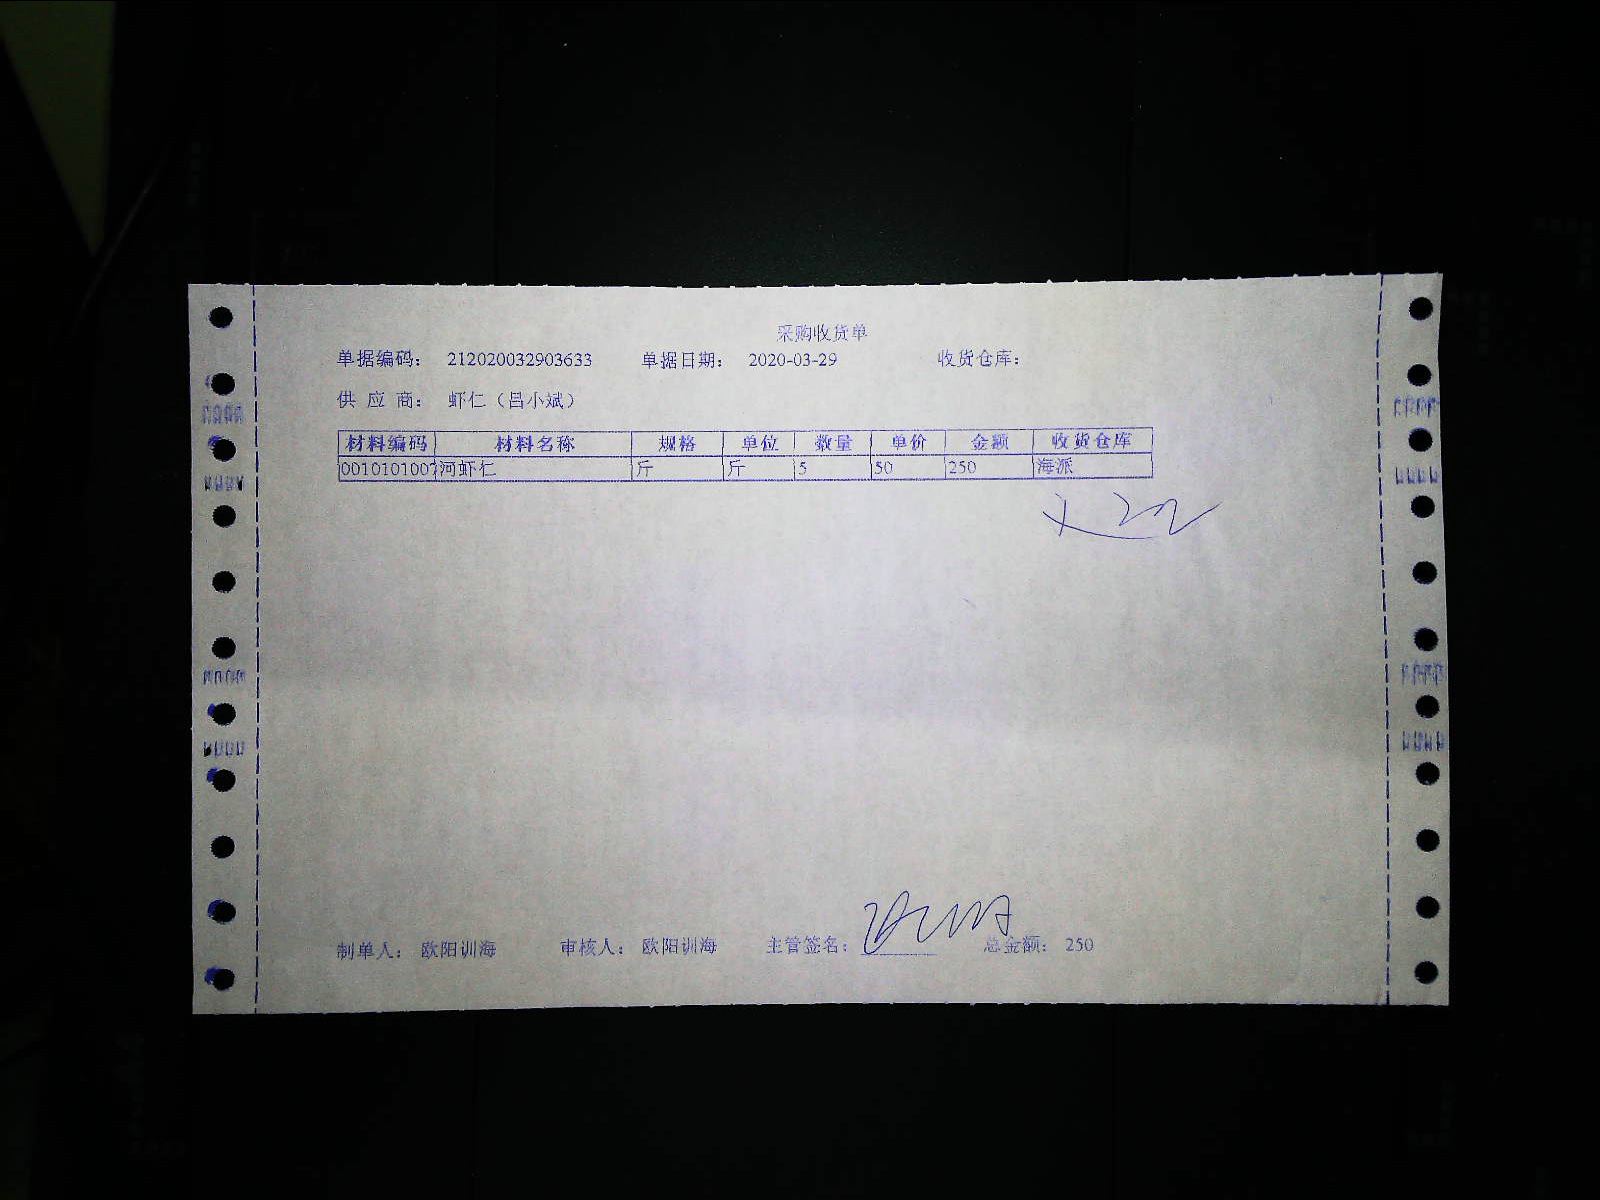 采购收货单
单据编码： 212020032903633 单据日期： 2020-03-29 收货仓库：
供 应 商： 虾仁（吕小斌）
材料编码 材料名称 规格 单位 数量 单价 金额 收货仓库
0010101007 河虾仁 斤 斤 5 50 250 海派
制单人： 欧阳训海 审核人： 欧阳训海 主管签名： 总金额： 250